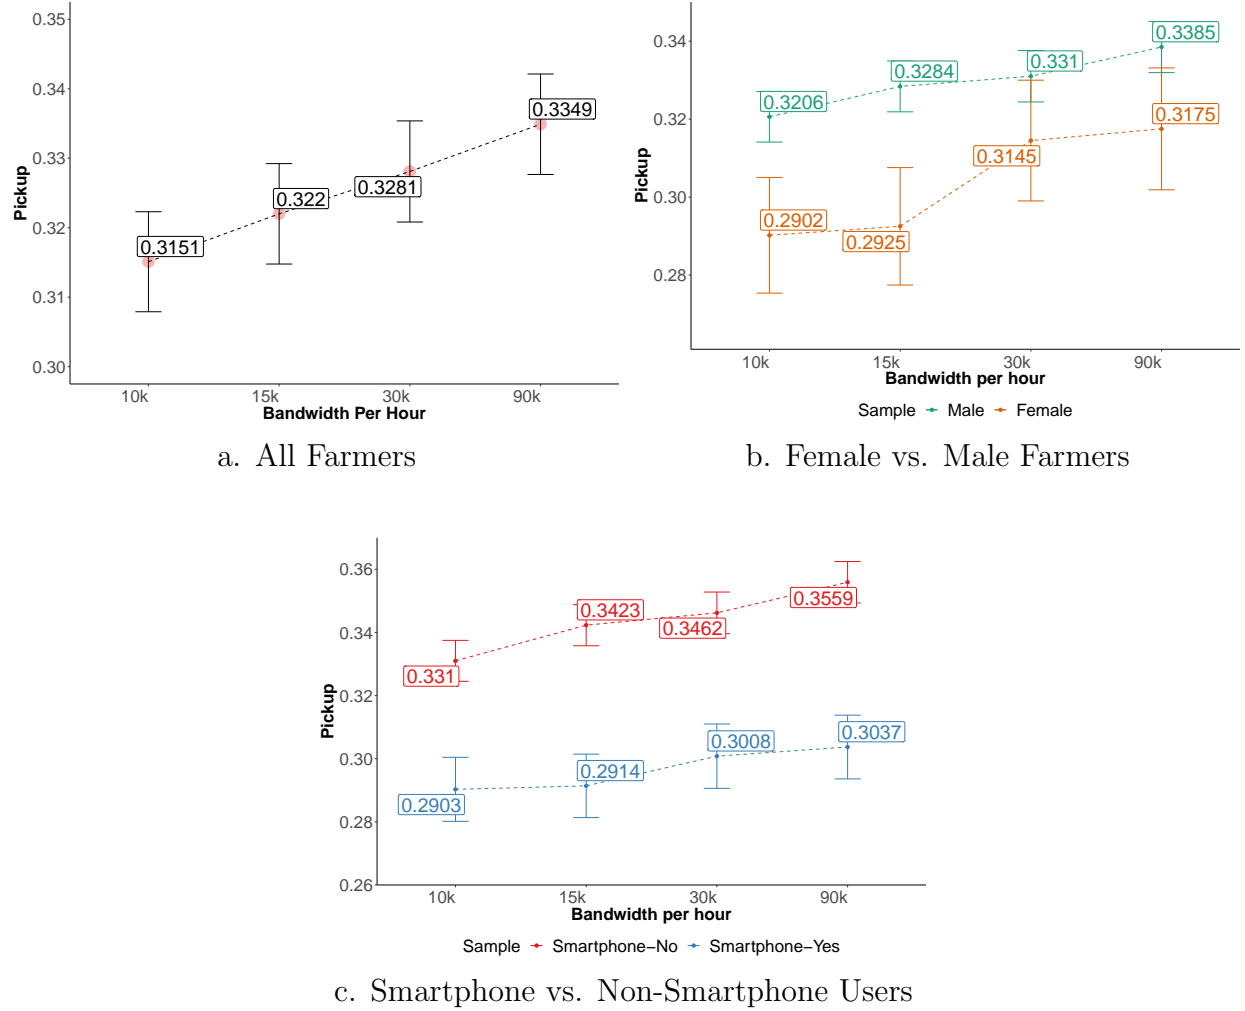 0.35
0.34
0.33
0.32
0.31
0.30
Pickup
0.3151
0.322
0.3281
0.3349
10k
15k
30k
90k
Bandwidth Per Hour
a. All Farmers
0.34
0.32
0.30
0.28
Pickup
0.3206
0.3284
0.331
0.3385
0.2902
0.2925
0.3145
0.3175
10k
15k
30k
90k
Bandwidth per hour
Sample Male Female
b. Female vs. Male Farmers
0.36
0.34
0.32
0.30
0.28
0.26
Pickup
0.331
0.3423
0.3462
0.3559
0.2903
0.2914
0.3008
0.3037
10k
15k
30k
90k
Bandwidth per hour
Sample Smartphone−No Smartphone−Yes
c. Smartphone vs. Non-Smartphone Users